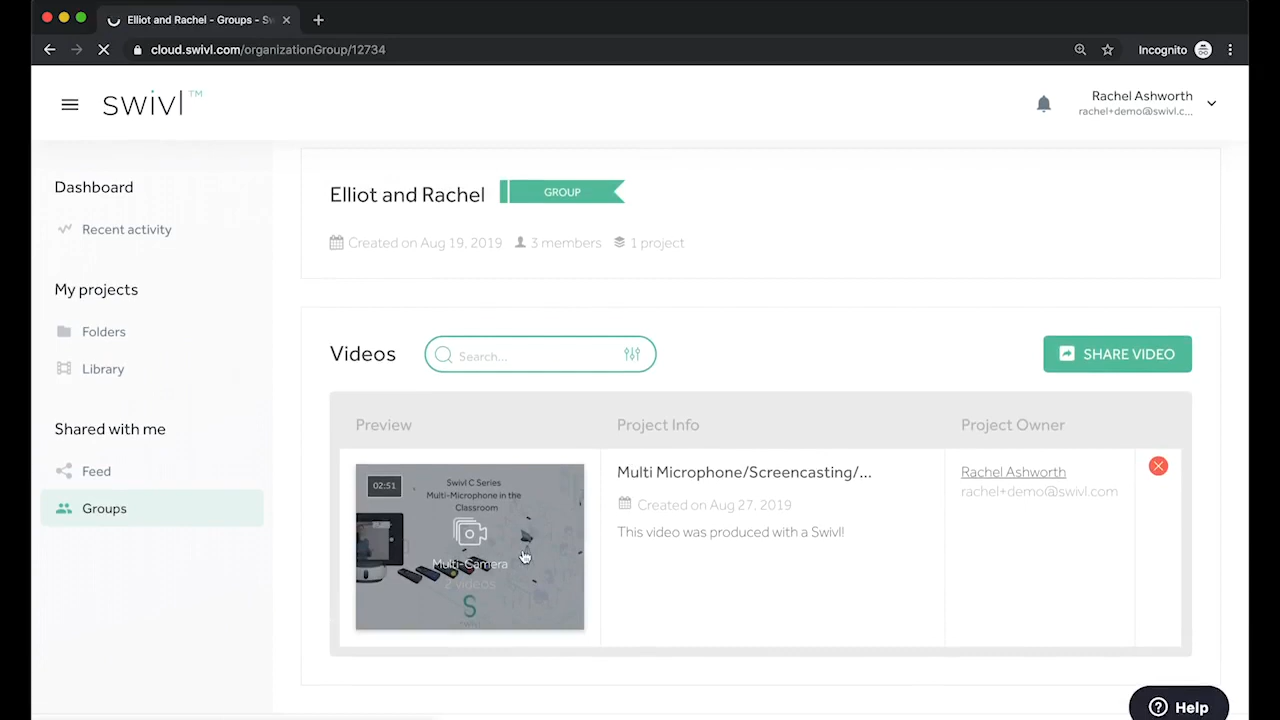 Elliot and Rachel - Groups - Sw
cloud.swivl.com/organizationGroup/12734
Incognito
swivl™
Rachel Ashworth
rachel+demo@swivl.c...
Dashboard
Recent activity
My projects
Folders
Library
Shared with me
Feed
Groups
Elliot and Rachel
GROUP
Created on Aug 19, 2019
3 members
1 project
Videos
Search...
SHARE VIDEO
Preview
Project Info
Project Owner
02:51
Swivl C Series
Multi-Microphone in the
Classroom
Multi-Camera
2 videos
S
Multi Microphone/Screencasting/...
Created on Aug 27, 2019
This video was produced with a Swivl!
Rachel Ashworth
rachel+demo@swivl.com
Help